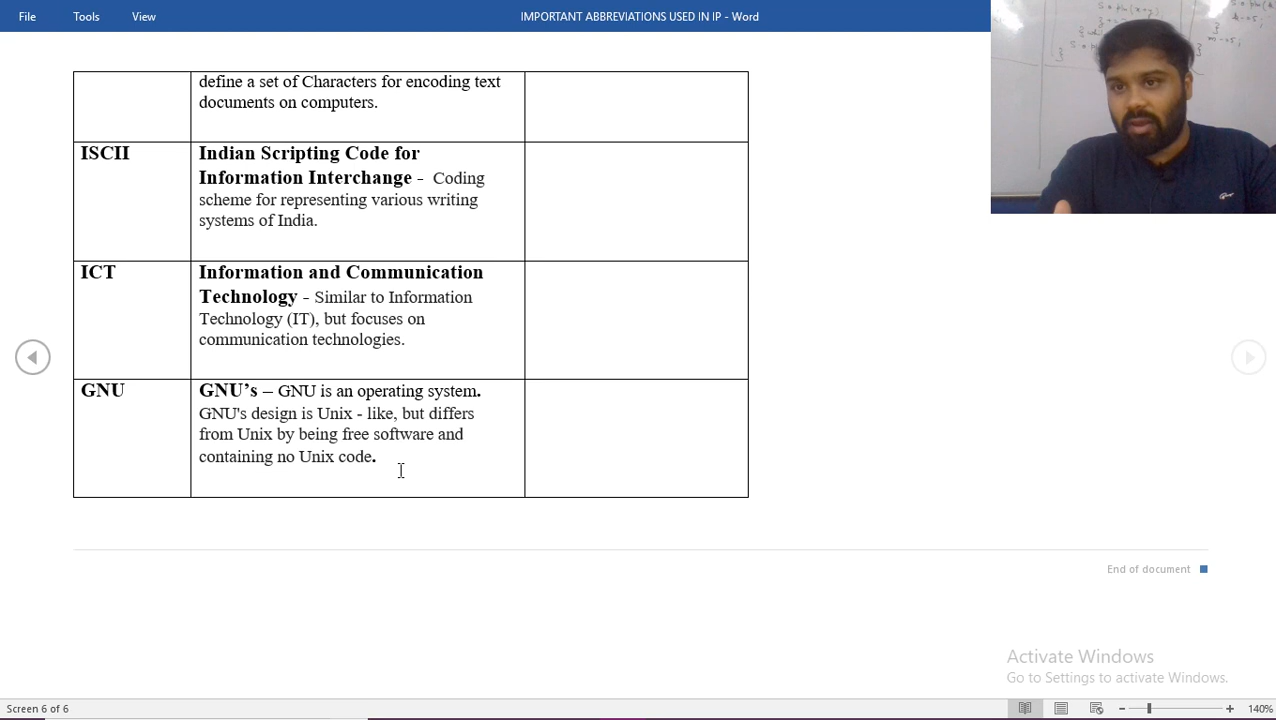 File Tools View IMPORTANT ABBREVIATIONS USED IN IP - Word
define a set of Characters for encoding text
documents on computers.
ISCII Indian Scripting Code for
Information Interchange - Coding
scheme for representing various writing
systems of India.
ICT Information and Communication
Technology - Similar to Information
Technology (IT), but focuses on
communication technologies.
GNU GNU’s – GNU is an operating system.
GNU's design is Unix - like, but differs
from Unix by being free software and
containing no Unix code.
End of document
Activate Windows
Go to Settings to activate Windows.
Screen 6 of 6 140%